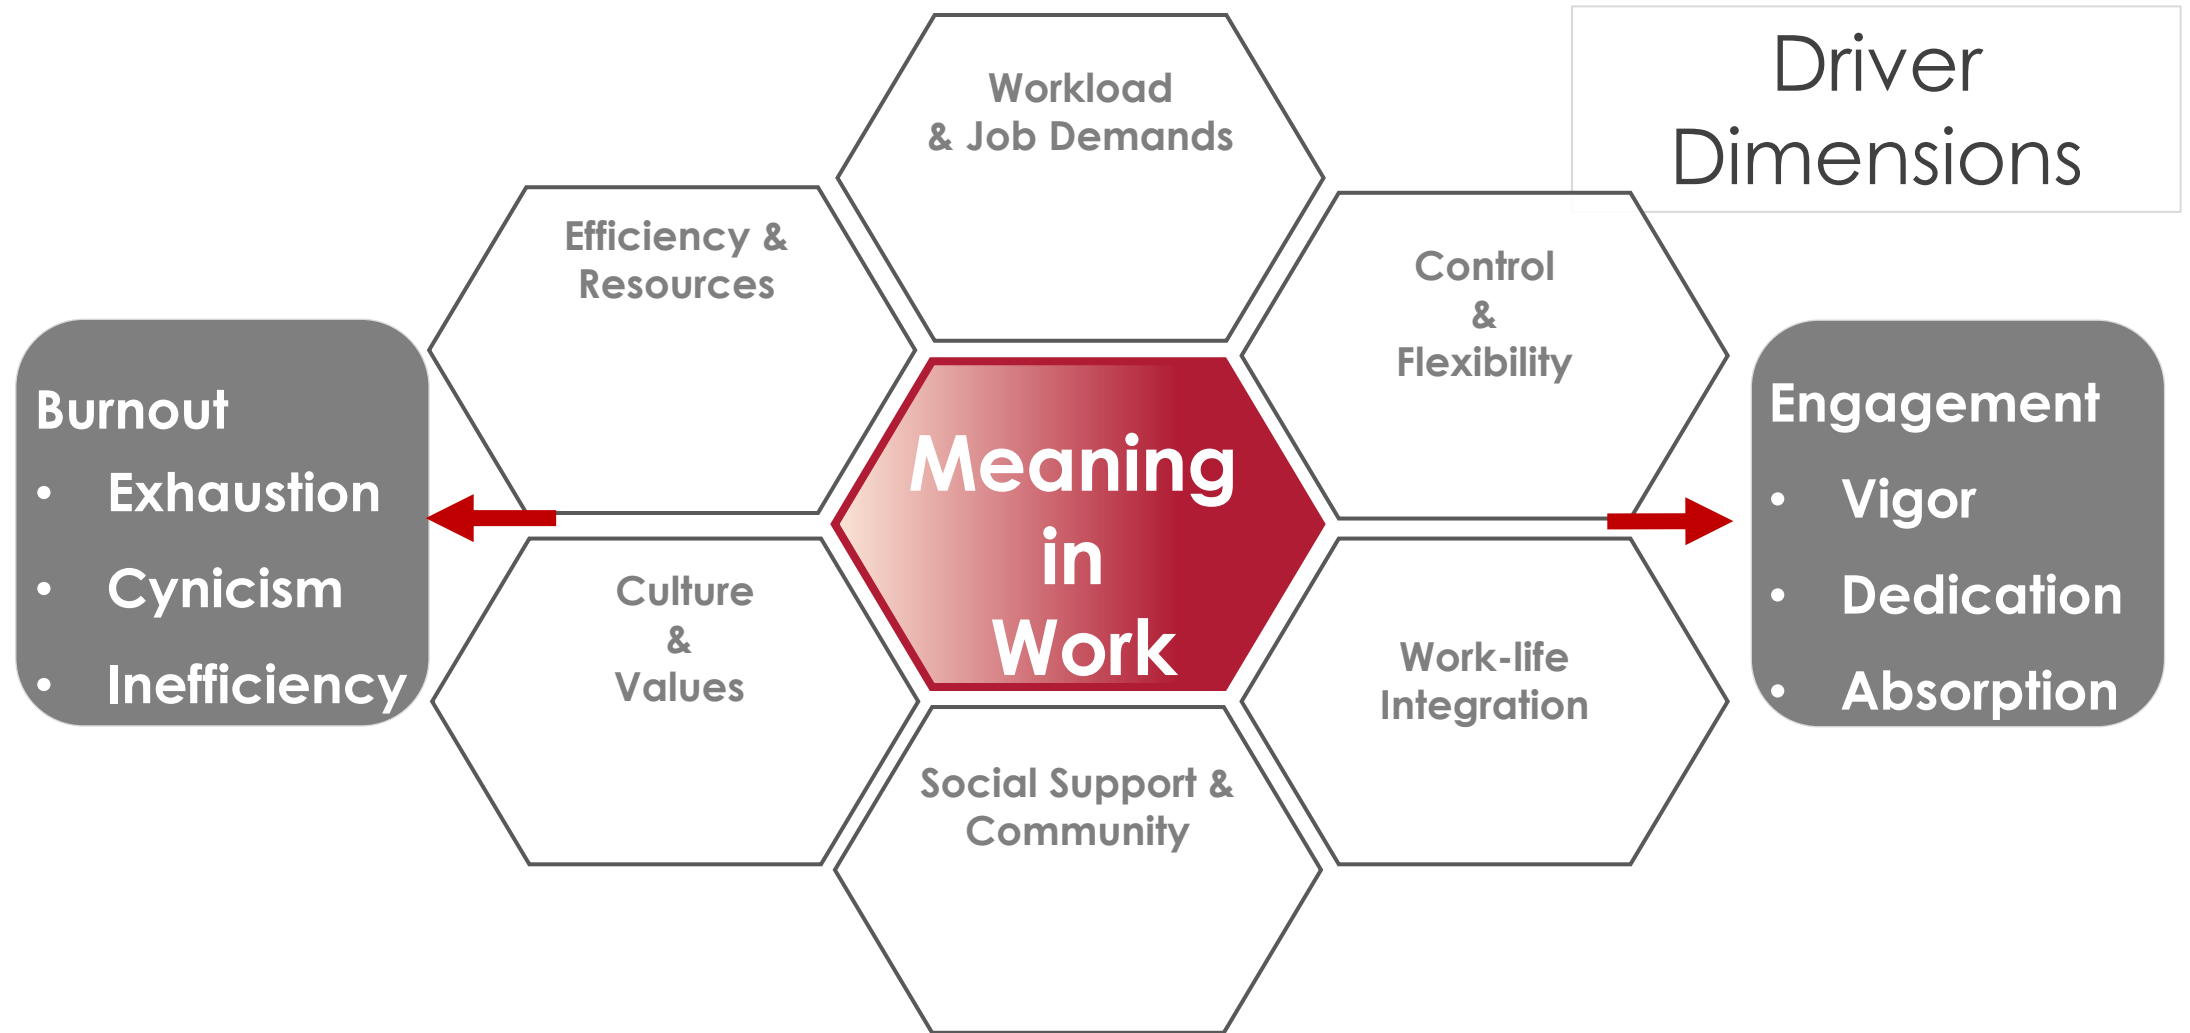 Driver
Dimensions
Workload
& Job Demands
Efficiency &
Resources
Control
&
Flexibility
Burnout
• Exhaustion
• Cynicism
• Inefficiency
Meaning
in
Work
Engagement
• Vigor
• Dedication
• Absorption
Culture
&
Values
Work-life
Integration
Social Support &
Community